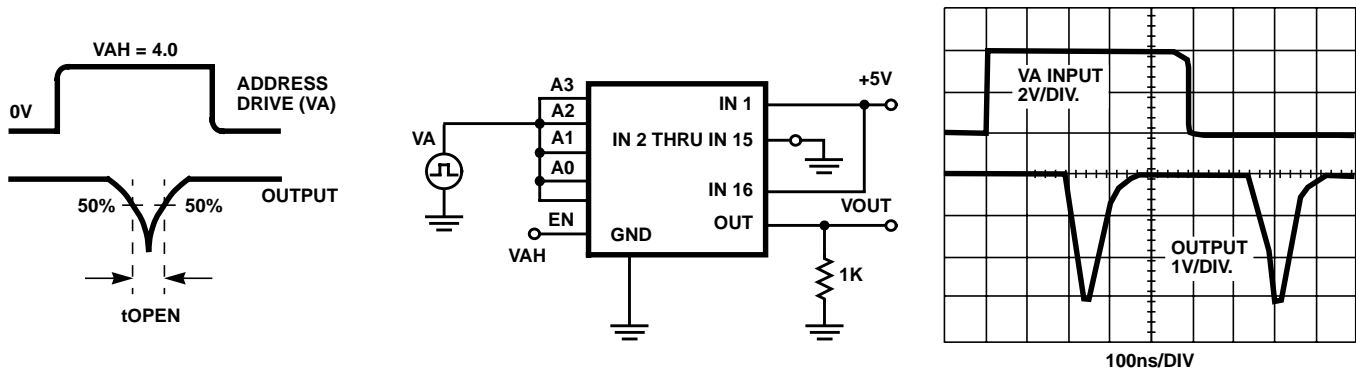 VAH = 4.0
0V
ADDRESS
DRIVE (VA)
50%
50%
OUTPUT
tOPEN
VA
A3
A2
A1
A0
EN
VAH
GND
IN 1
IN 2 THRU IN 15
IN 16
OUT
+5V
VOUT
1K
VA INPUT
2V/DIV.
OUTPUT
1V/DIV.
100ns/DIV